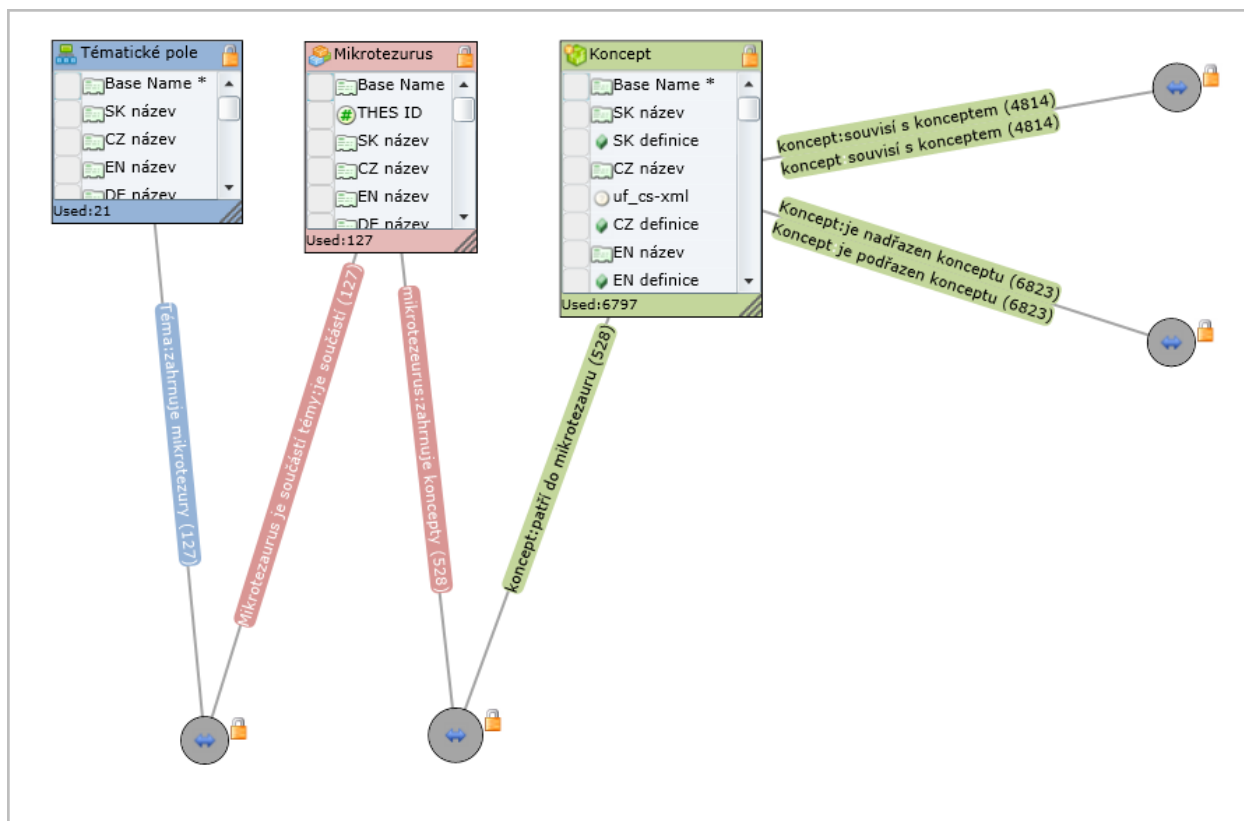 Tématické pole
Base Name *
SK název
CZ název
EN název
DE název
Used:21
Mikrotezurus
Base Name
THES ID
SK název
CZ název
EN název
DE název
Used:127
Koncept
Base Name *
SK název
SK definice
CZ název
uf_cs-xml
CZ definice
EN název
EN definice
Used:6797
koncept:souvisí s konceptem (4814)
koncept:souvisí s konceptem (4814)
Koncept:je nadřazen konceptu (6823)
Koncept:je podřazen konceptu (6823)
Téma:zahrnuje mikrotezury (127)
Mikrotezaurus je součástí témy:je součástí (127)
mikrotezeurus:zahrnuje koncepty (528)
koncept:patří do mikrotezauru (528)